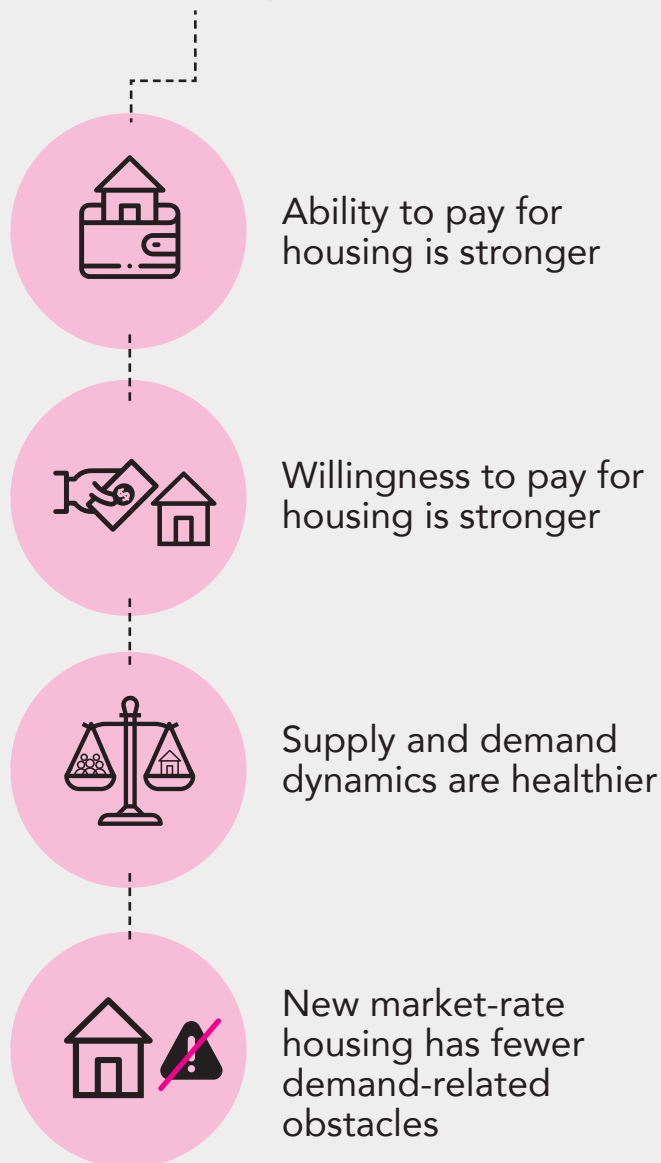 Ability to pay for
housing is stronger
Willingness to pay for
housing is stronger
Supply and demand
dynamics are healthier
New market-rate
housing has fewer
demand-related
obstacles